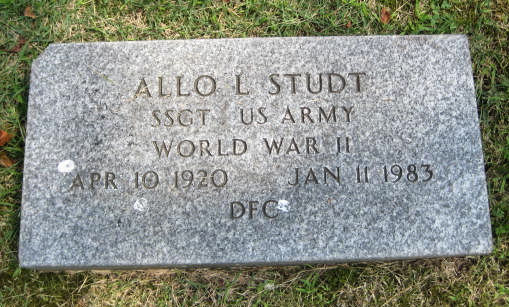 ALLO L STUDT
SSGT US ARMY
WORLD WAR II
APR 10 1920 JAN 11 1983
DFC